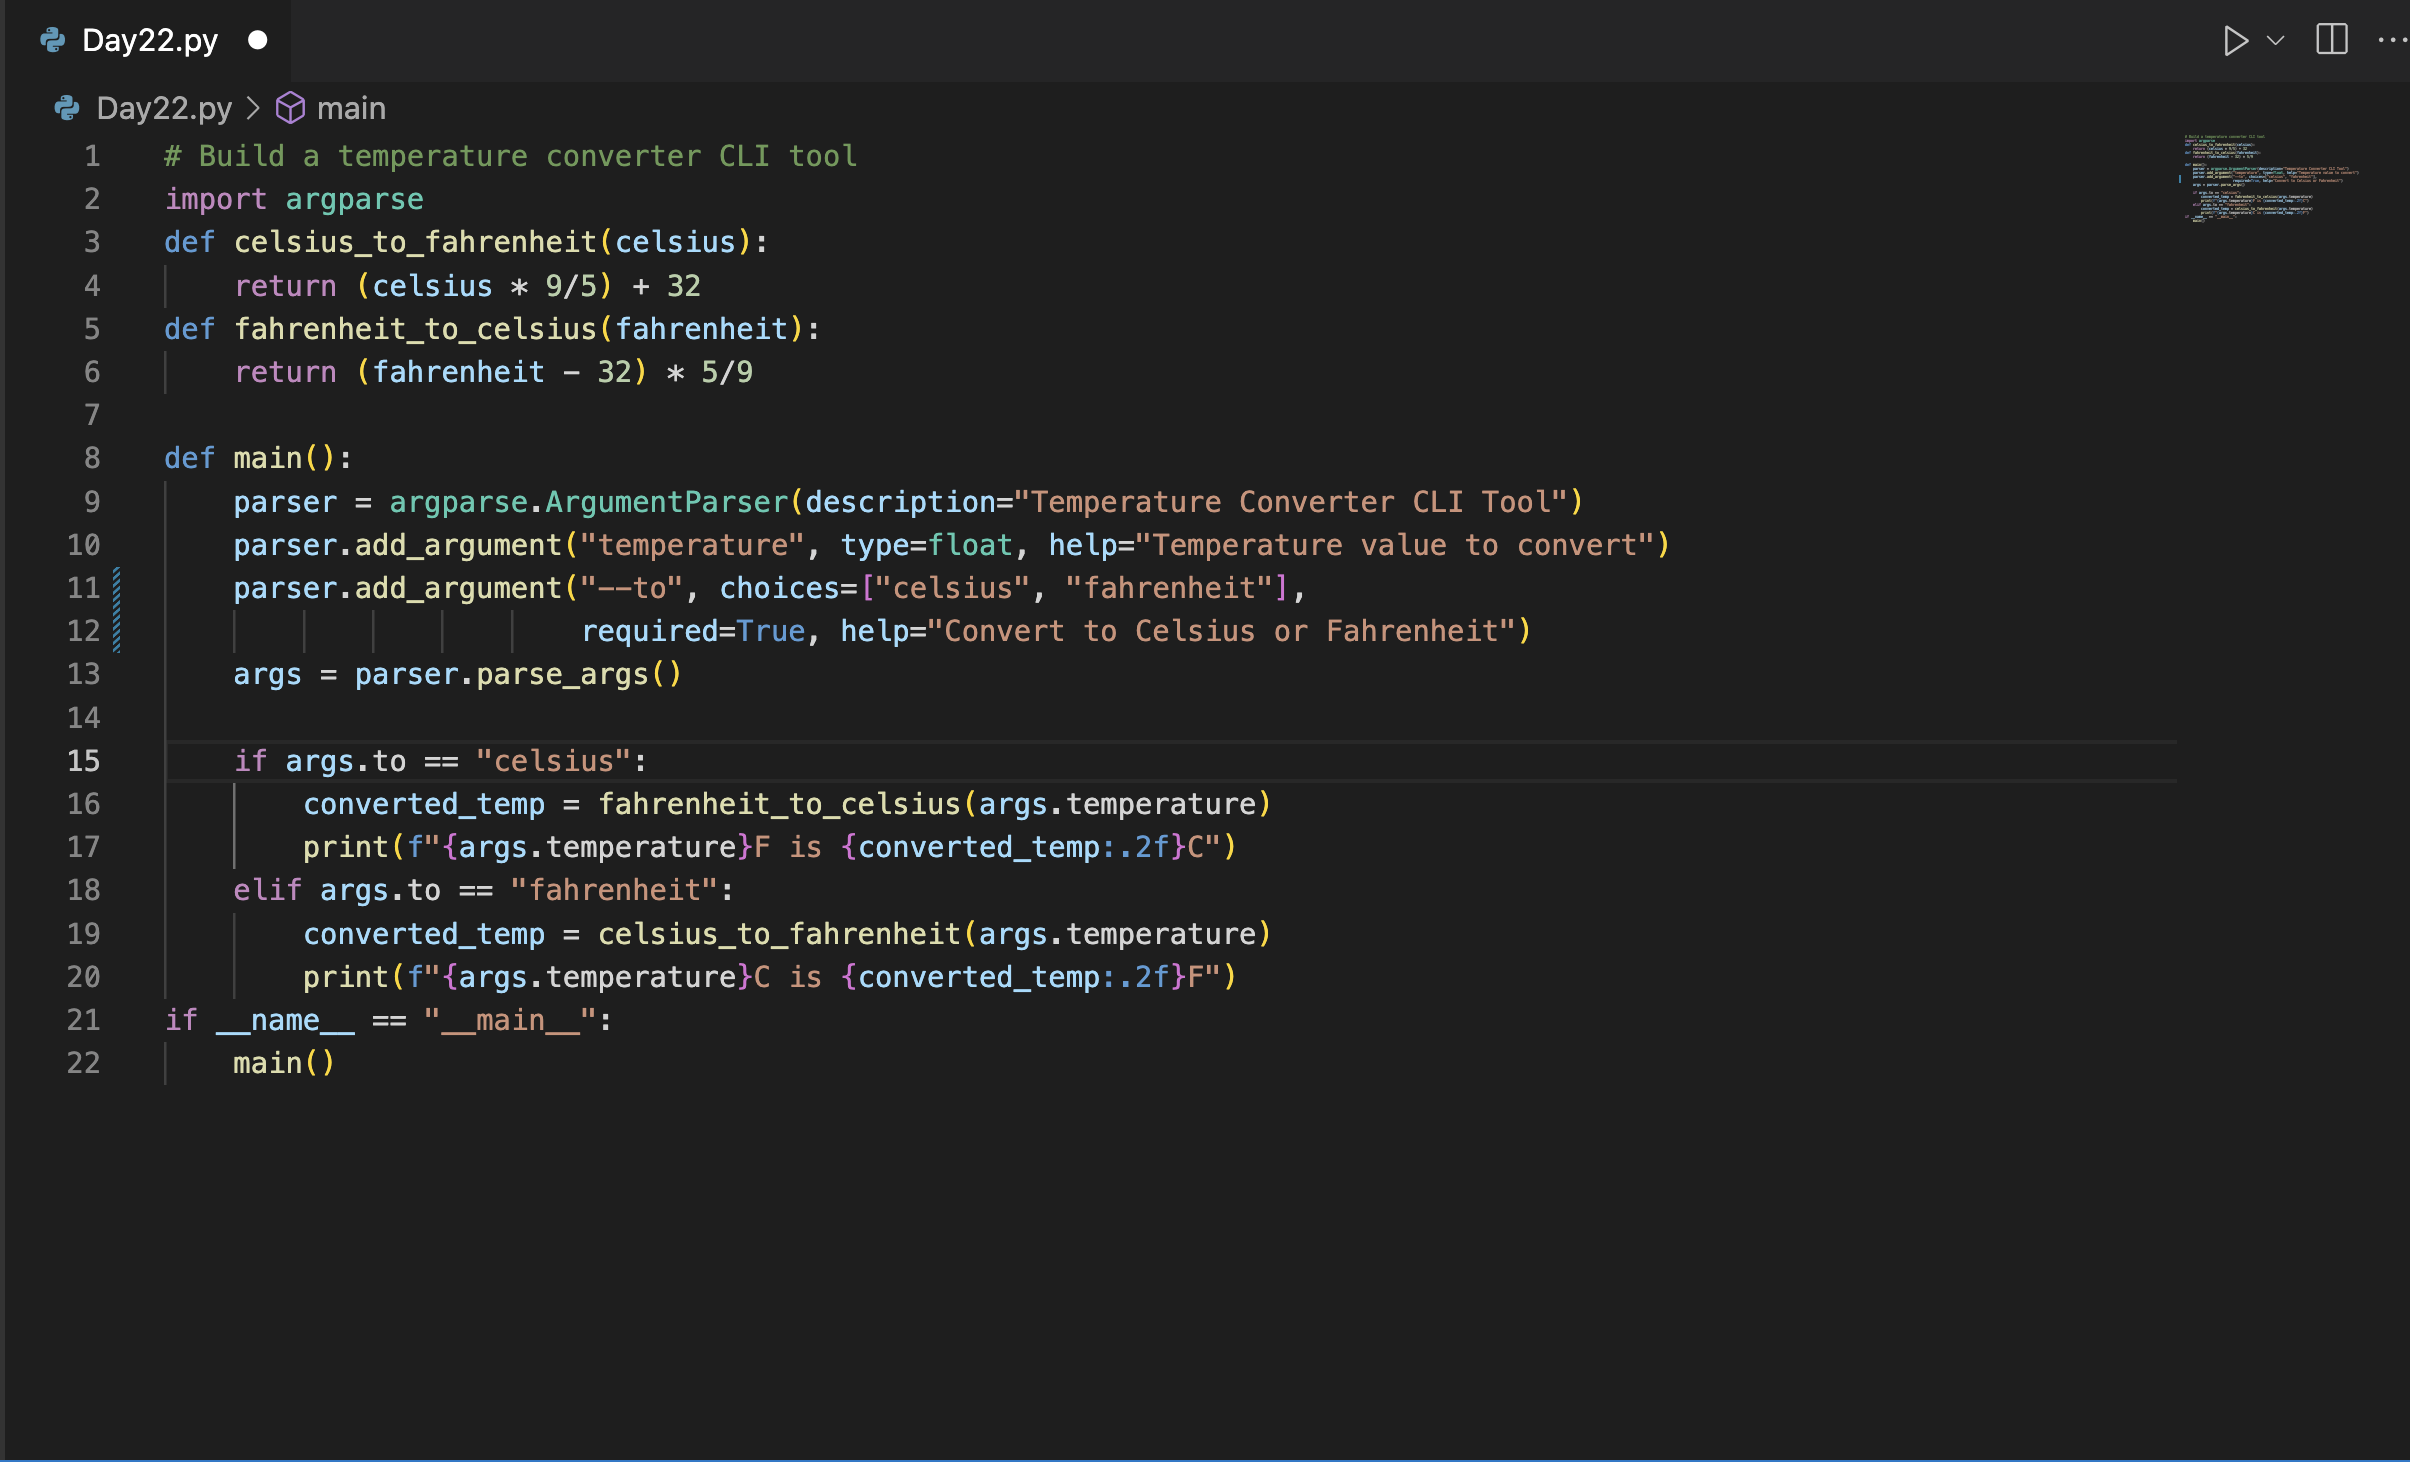 Day22.py
Day22.py > main
1 # Build a temperature converter CLI tool
2 import argparse
3 def celsius_to_fahrenheit(celsius):
4     return (celsius * 9/5) + 32
5 def fahrenheit_to_celsius(fahrenheit):
6     return (fahrenheit - 32) * 5/9
7
8 def main():
9     parser = argparse.ArgumentParser(description="Temperature Converter CLI Tool")
10     parser.add_argument("temperature", type=float, help="Temperature value to convert")
11     parser.add_argument("--to", choices=["celsius", "fahrenheit"],
12                         required=True, help="Convert to Celsius or Fahrenheit")
13     args = parser.parse_args()
14
15     if args.to == "celsius":
16         converted_temp = fahrenheit_to_celsius(args.temperature)
17         print(f"{args.temperature}F is {converted_temp:.2f}C")
18     elif args.to == "fahrenheit":
19         converted_temp = celsius_to_fahrenheit(args.temperature)
20         print(f"{args.temperature}C is {converted_temp:.2f}F")
21 if __name__ == "__main__":
22     main()